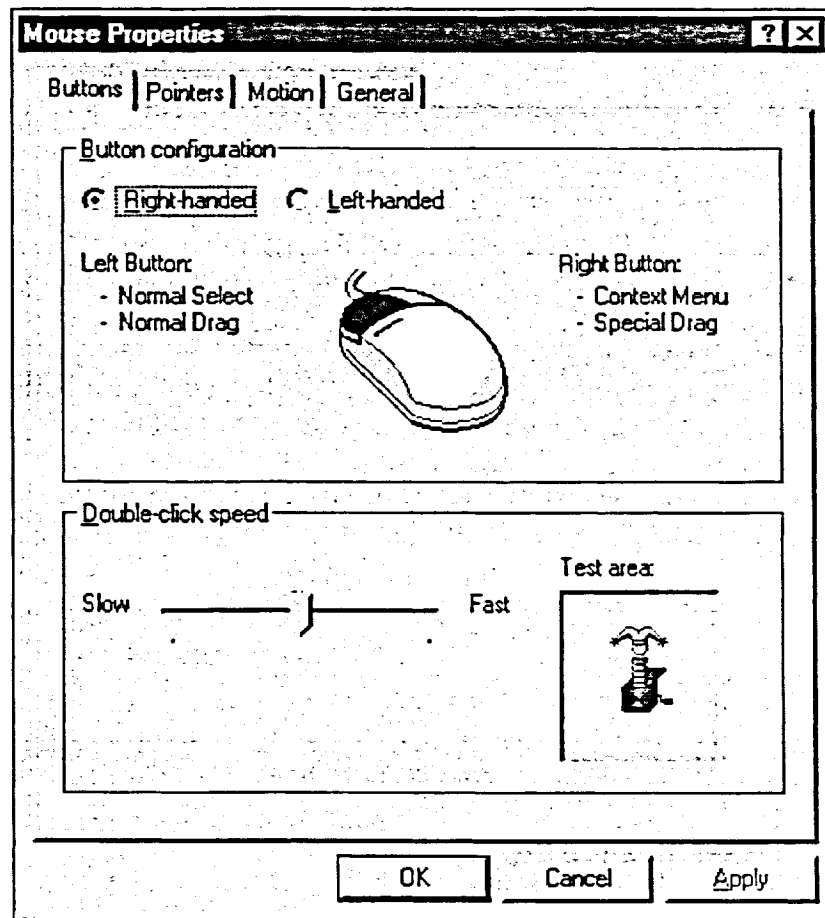 Mouse Properties ? ×
Buttons Pointers Motion General
Button configuration
Right-handed Left-handed
Left Button: Right Button:
- Normal Select - Context Menu
- Normal Drag - Special Drag
Double-click speed
Test area:
Slow Fast
OK Cancel Apply